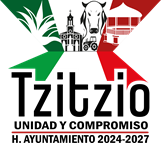 Tzitzio
UNIDAD Y COMPROMISO
H. AYUNTAMIENTO 2024-2027